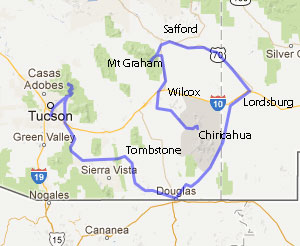 Safford
70
Silver C
Casas
Adobes
Mt Graham
Wilcox
10
Lordsburg
Tucson
Green Valley
Chiricahua
Tombstone
19
Sierra Vista
Douglas
Nogales
15
Cananea